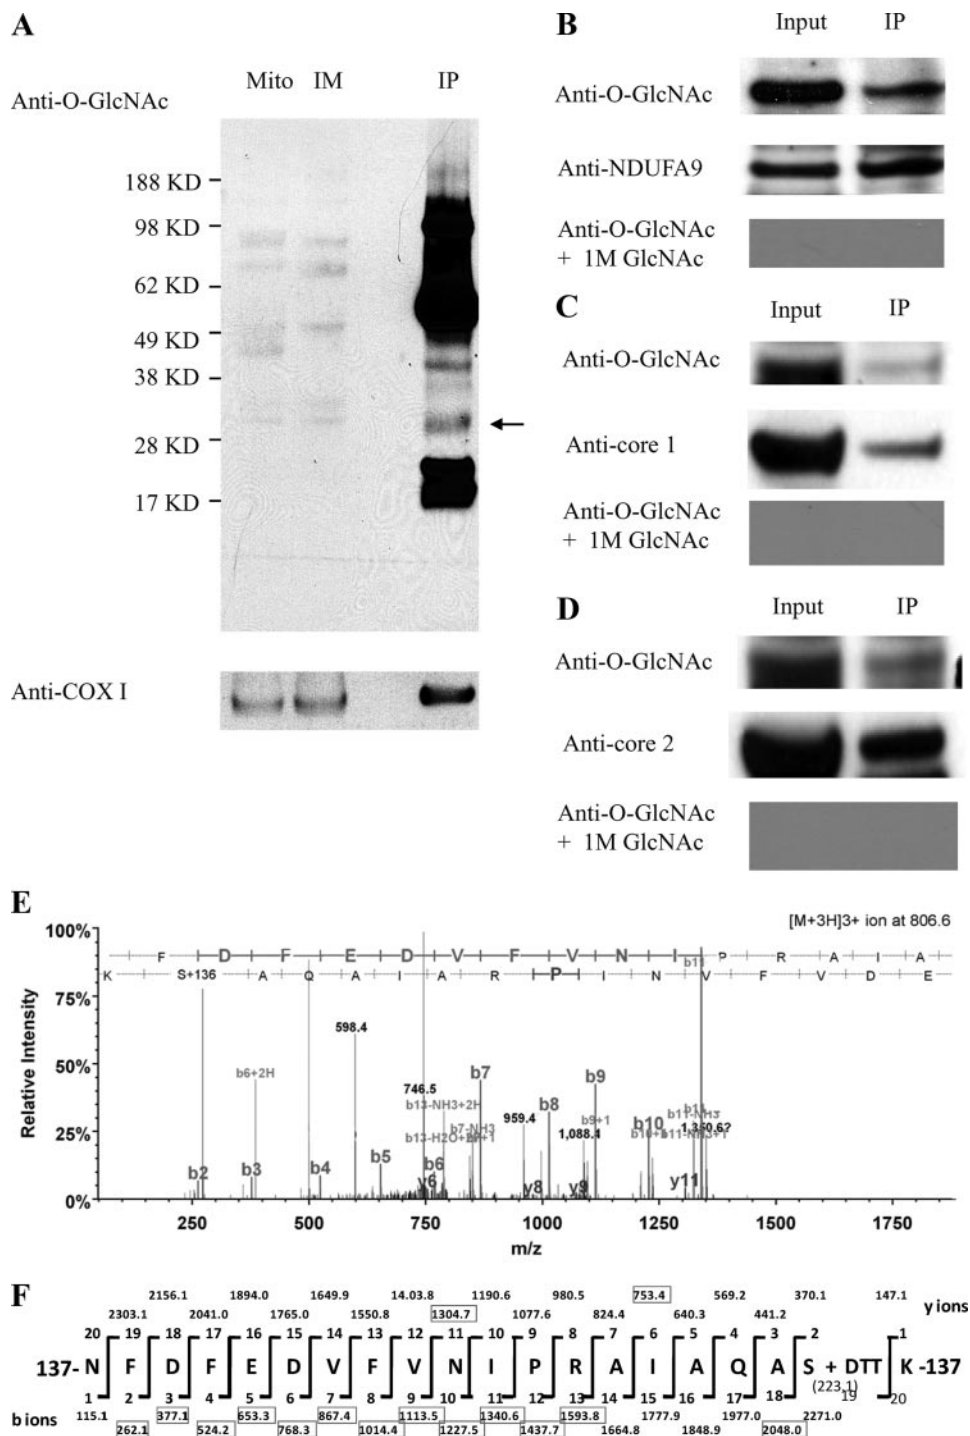 A
Mito IM IP
Anti-O-GlcNAc
188 KD
98 KD
62 KD
49 KD
38 KD
28 KD
17 KD
Anti-COX I
B
Input IP
Anti-O-GlcNAc
Anti-NDUFA9
Anti-O-GlcNAc
+ 1M GlcNAc
C
Input IP
Anti-O-GlcNAc
Anti-core 1
Anti-O-GlcNAc
+ 1M GlcNAc
D
Input IP
Anti-O-GlcNAc
Anti-core 2
Anti-O-GlcNAc
+ 1M GlcNAc
E
[M+3H]3+ ion at 806.6
F D F E D V F V N I P R A I A
b11
K S+136 A Q A I A R P I N V F V D E
100%
75%
50%
25%
0%
Relative Intensity
598.4
b6+2H
746.5
b7
b13-NH3+2H
b9
b8
b9+1
959.4
b7-NH3
b11-NH3
b10
1,088.4
b5
b6
b11-NH3+1
b2
b3
b4
y6
y8
y9
y11
250 500 750 1000 1250 1500 1750
m/z
F
2156.1 1894.0 1649.9 14.03.8 1190.6 980.5 753.4 569.2 370.1 147.1
y ions
2303.1 2041.0 1765.0 1550.8 1304.7 1077.6 824.4 640.3 441.2
20 19 18 17 16 15 14 13 12 11 10 9 8 7 6 5 4 3 2 1
137- N F D F E D V F V N I P R A I A Q A S + DTT K -137
(223.1)
1 2 3 4 5 6 7 8 9 10 11 12 13 14 15 16 17 18 19 20
b ions
115.1 377.1 653.3 867.4 1113.5 1340.6 1593.8 1777.9 1977.0 2271.0
262.1 524.2 768.3 1014.4 1227.5 1437.7 1664.8 1848.9 2048.0